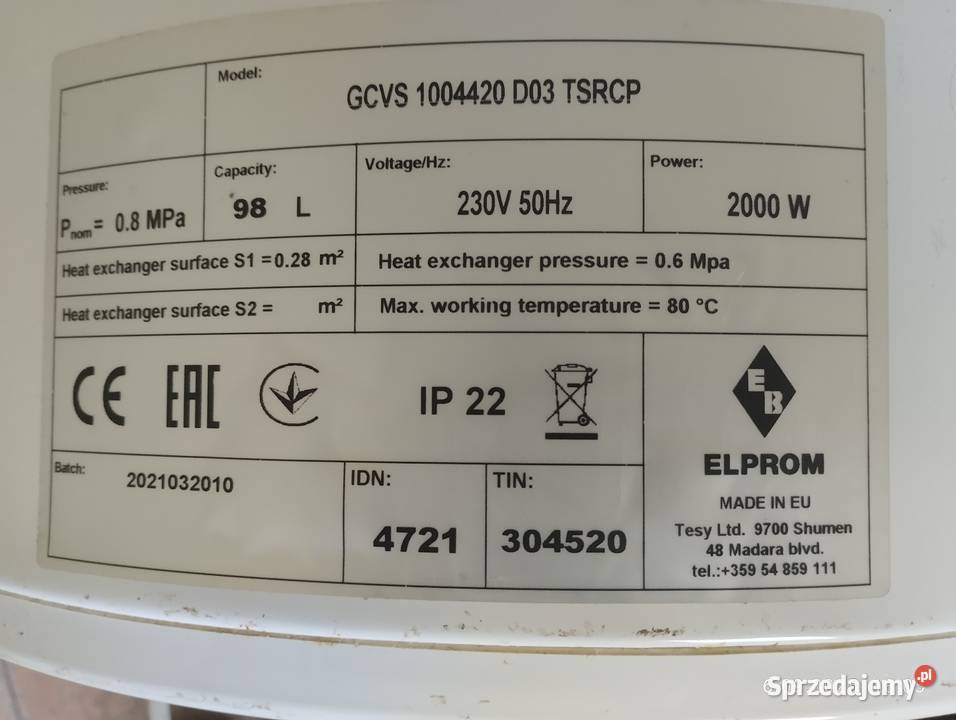 Model:
GCVS 1004420 D03 TSRCP
Pressure:
Pnom= 0.8 MPa
Capacity:
98 L
Voltage/Hz:
230V 50Hz
Power:
2000 W
Heat exchanger surface S1 =0.28 m²
Heat exchanger pressure = 0.6 Mpa
Heat exchanger surface S2 = m²
Max. working temperature = 80 °C
CE EAC
IP 22
EB
ELPROM
MADE IN EU
Tesy Ltd. 9700 Shumen
48 Madara blvd.
tel.:+359 54 859 111
Batch:
2021032010
IDN:
4721
TIN:
304520
Sprzedajemy.pl